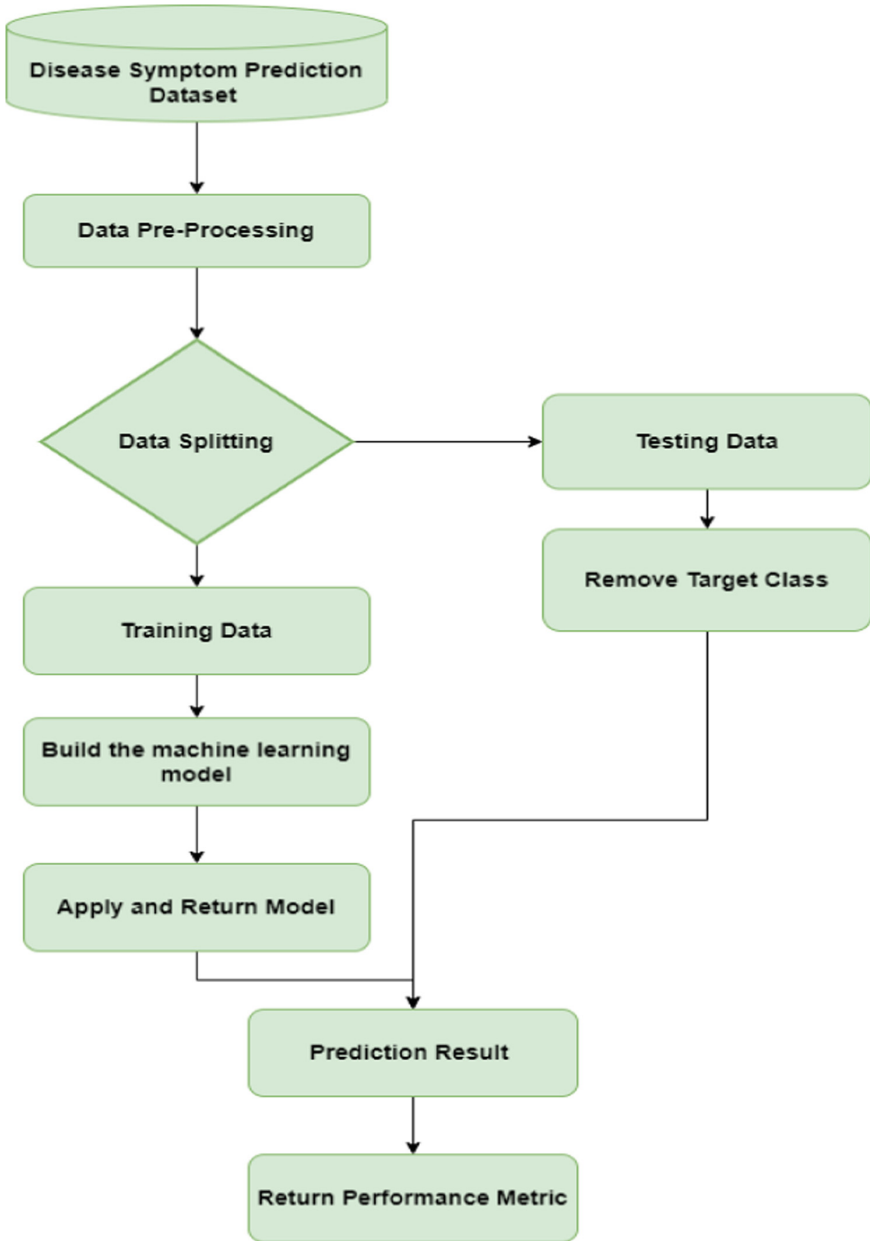 Disease Symptom Prediction
Dataset
Data Pre-Processing
Data Splitting
Testing Data
Remove Target Class
Training Data
Build the machine learning
model
Apply and Return Model
Prediction Result
Return Performance Metric